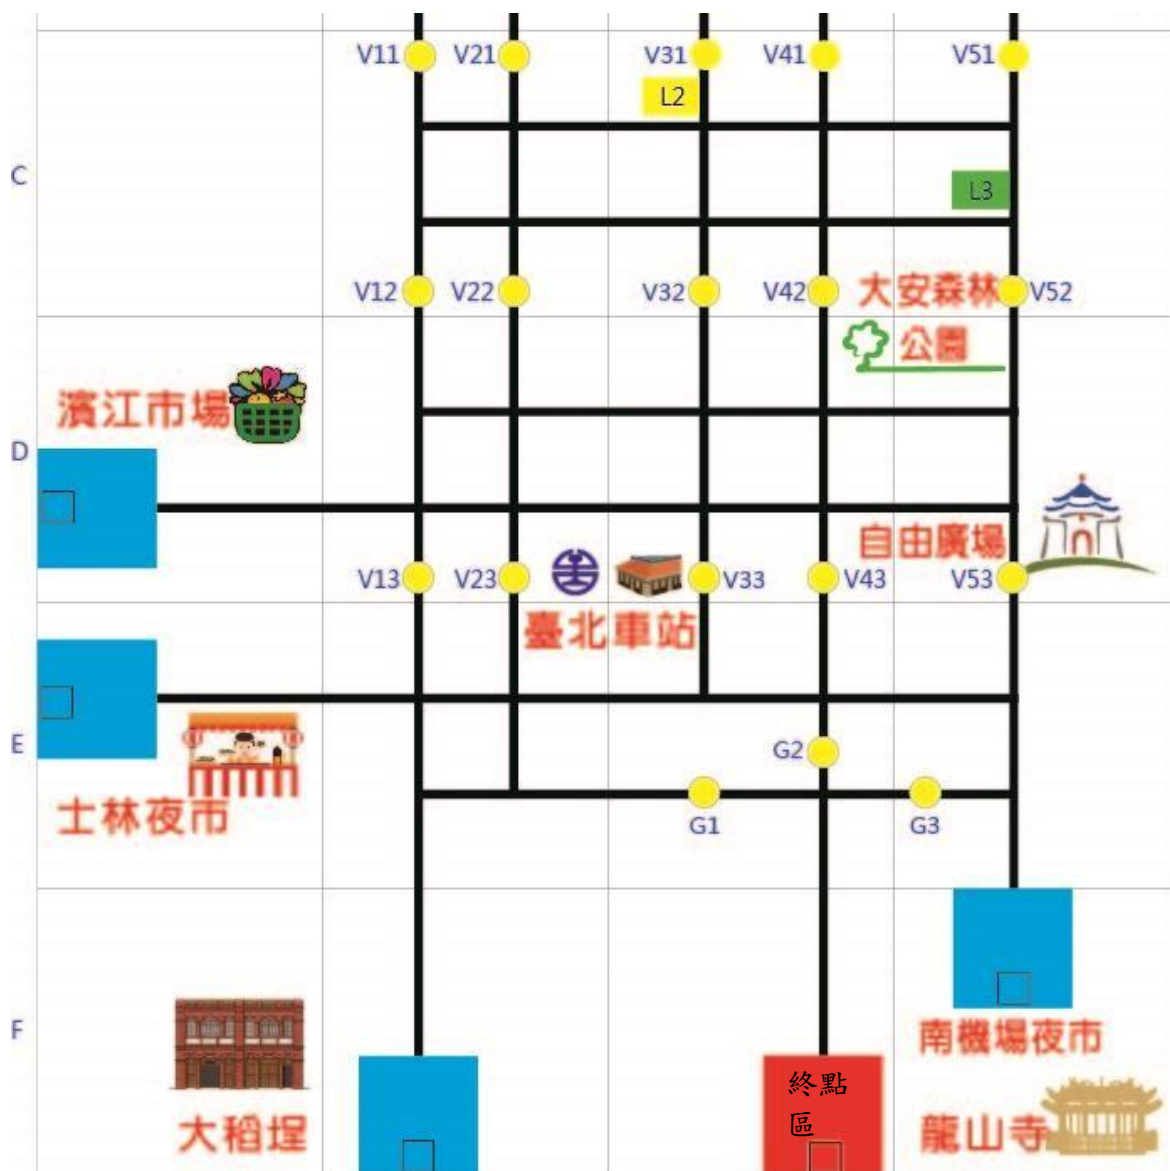 V11
V21
V31
V41
V51
L2
C
L3
V12
V22
V32
V42
大安森林
V52
公園
濱江市場
D
自由廣場
V13
V23
V33
V43
V53
臺北車站
E
G2
士林夜市
G1
G3
F
南機場夜市
終點
區
大稻埕
龍山寺